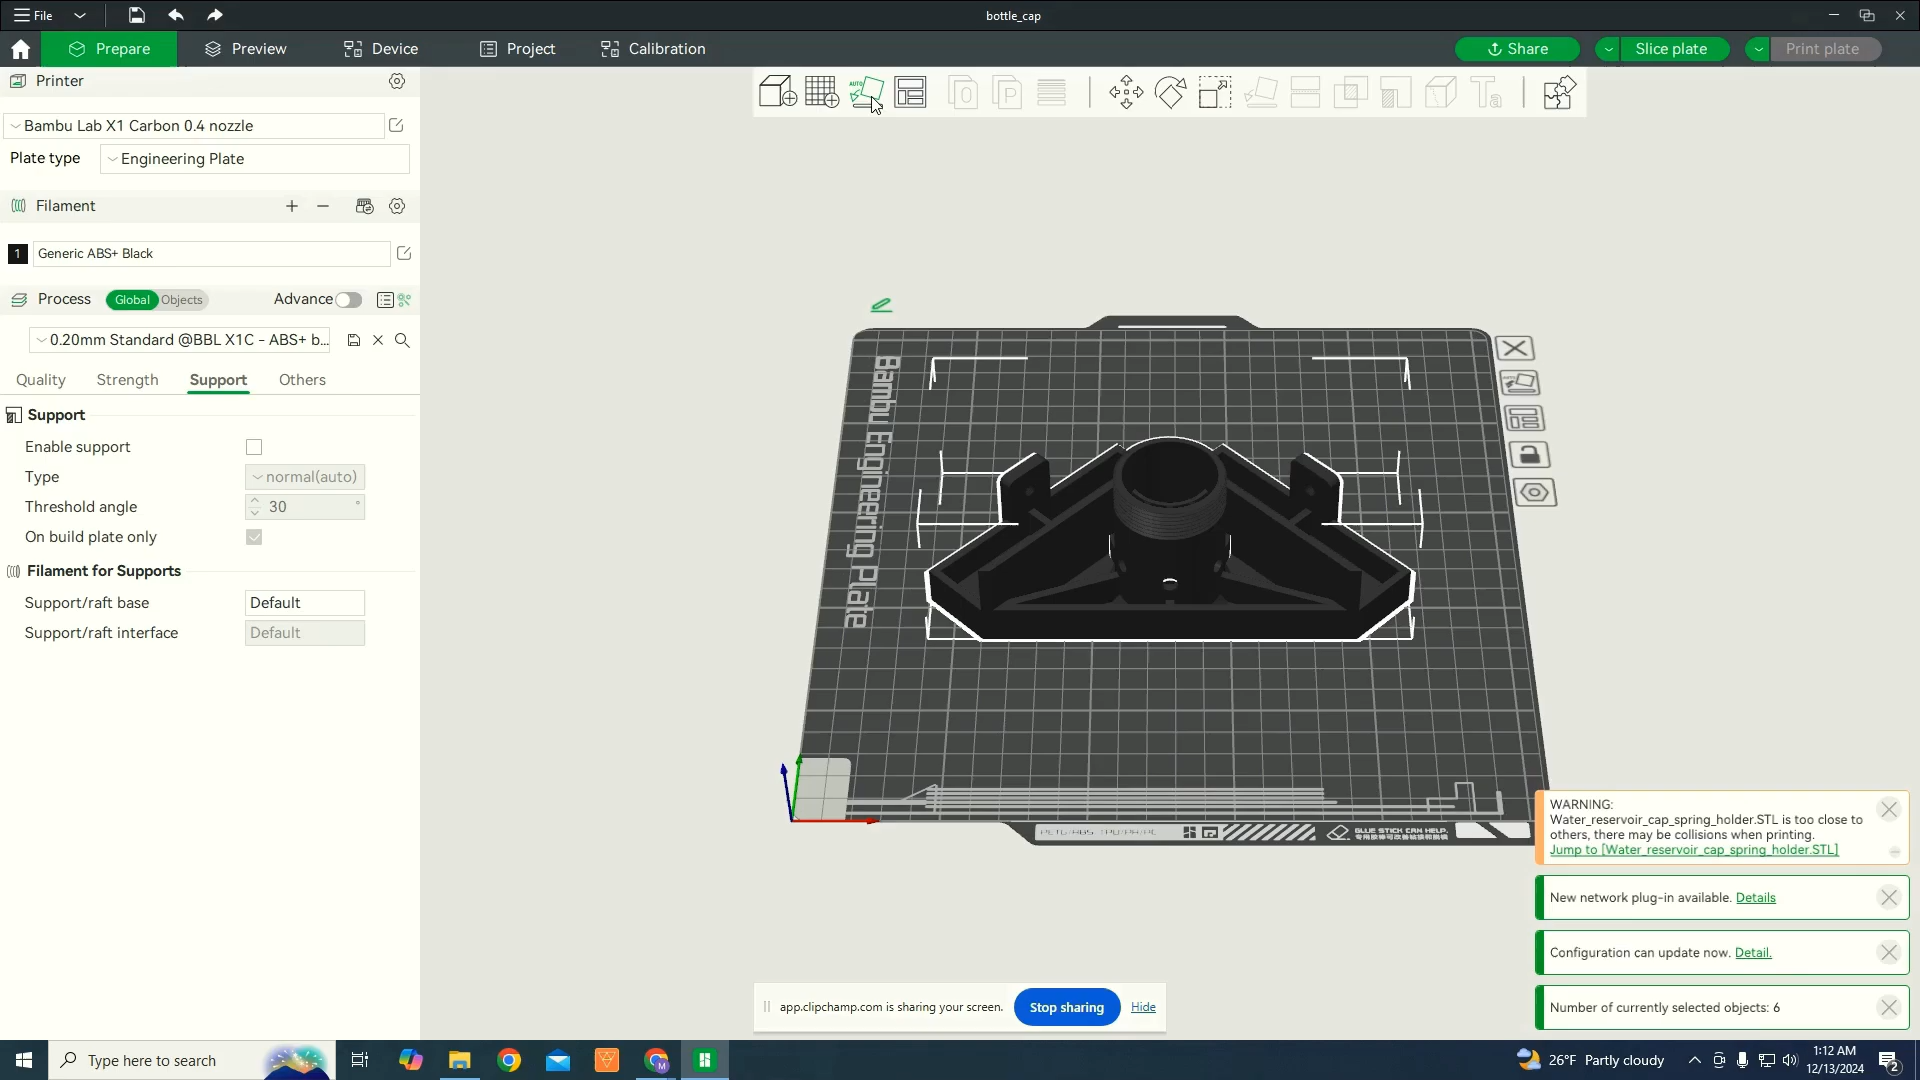 File
bottle_cap
Prepare
Preview
Device
Project
Calibration
Share
Slice plate
Print plate
Printer
Bambu Lab X1 Carbon 0.4 nozzle
Plate type
Engineering Plate
Filament
1
Generic ABS+ Black
Process
Global
Objects
Advance
0.20mm Standard @BBL X1C - ABS+ b...
Quality
Strength
Support
Others
Support
Enable support
Type
normal(auto)
Threshold angle
30
°
On build plate only
Filament for Supports
Support/raft base
Default
Support/raft interface
Default
AUTO
Bambu Engineering Plate
GLUE STICK CAN HELP.
WARNING:
Water_reservoir_cap_spring_holder.STL is too close to
others, there may be collisions when printing.
Jump to [Water_reservoir_cap_spring_holder.STL]
New network plug-in available. Details
Configuration can update now. Detail.
Number of currently selected objects: 6
app.clipchamp.com is sharing your screen.
Stop sharing
Hide
Type here to search
26°F Partly cloudy
1:12 AM
12/13/2024
2